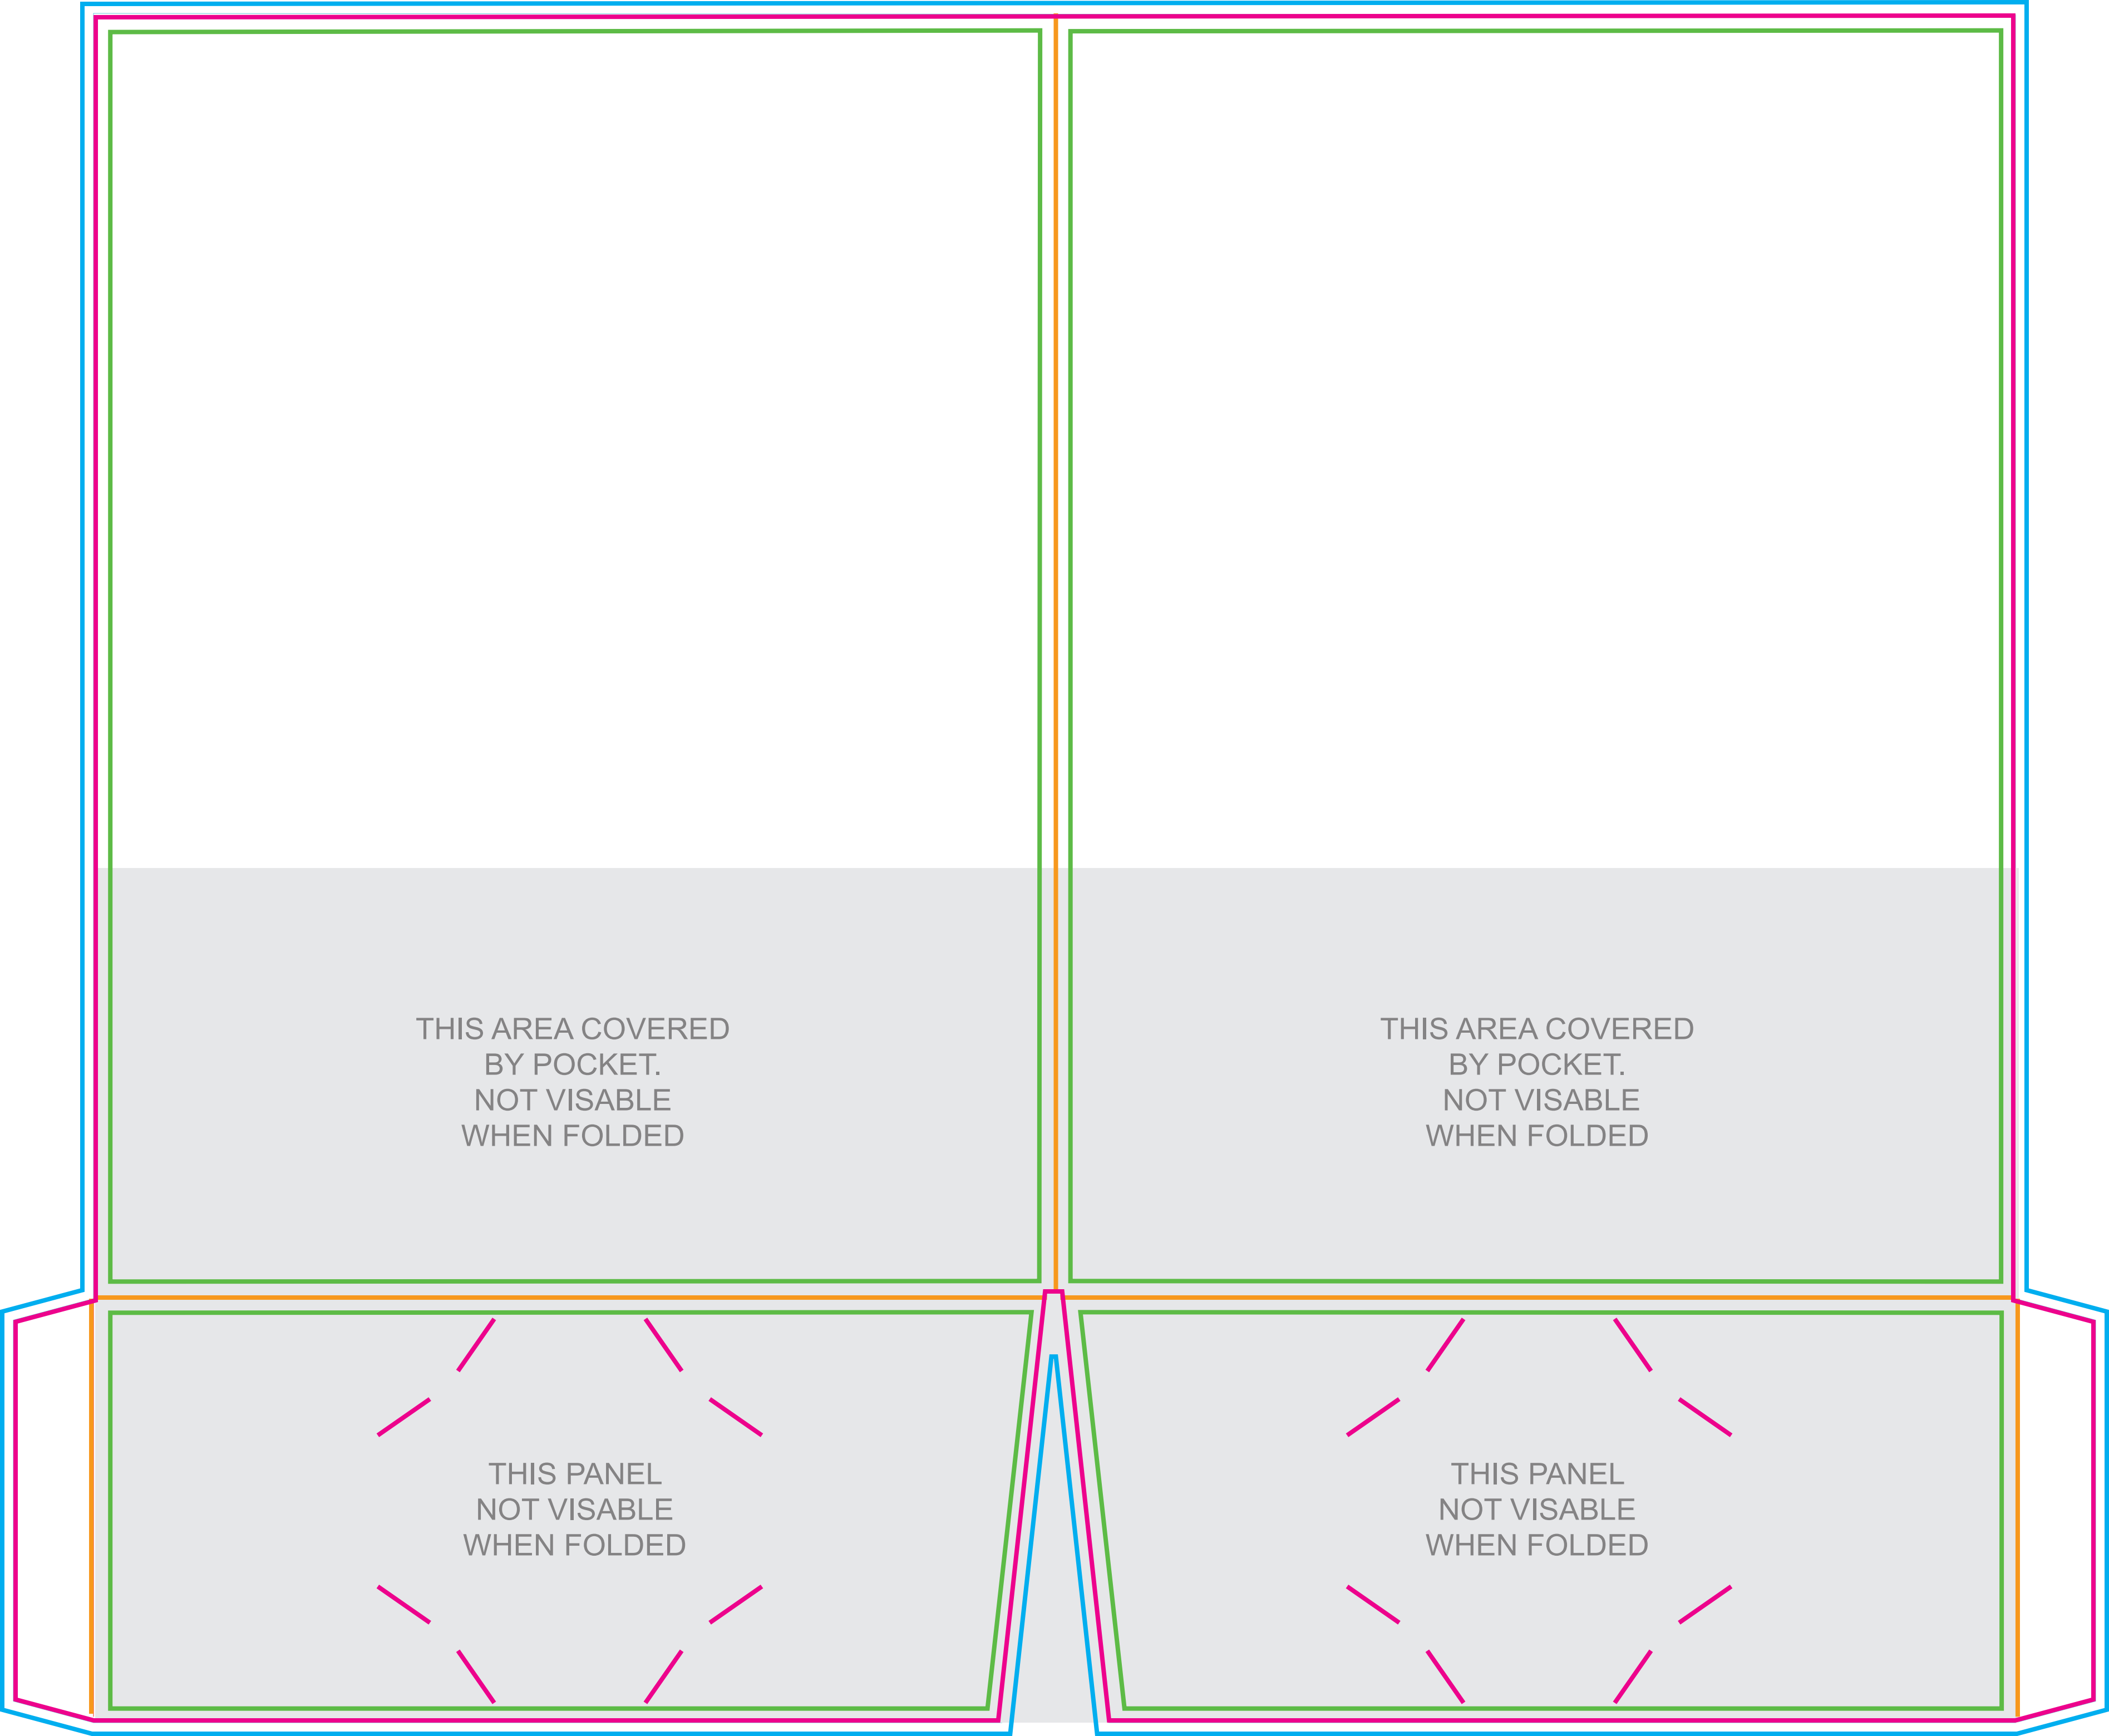 THIS AREA COVERED
BY POCKET.
NOT VISABLE
WHEN FOLDED
THIS AREA COVERED
BY POCKET.
NOT VISABLE
WHEN FOLDED
THIS PANEL
NOT VISABLE
WHEN FOLDED
THIS PANEL
NOT VISABLE
WHEN FOLDED